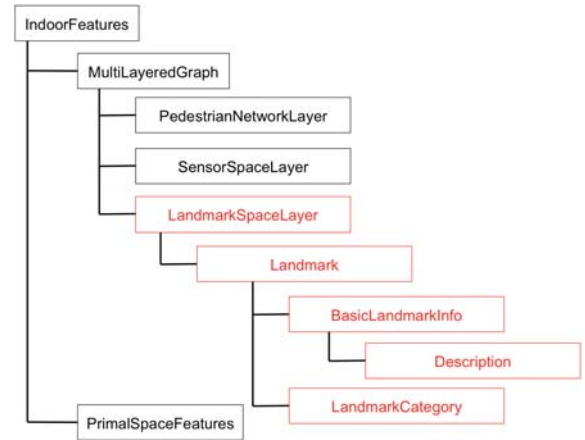 IndoorFeatures
MultiLayeredGraph
PedestrianNetworkLayer
SensorSpaceLayer
LandmarkSpaceLayer
Landmark
BasicLandmarkInfo
Description
LandmarkCategory
PrimalSpaceFeatures